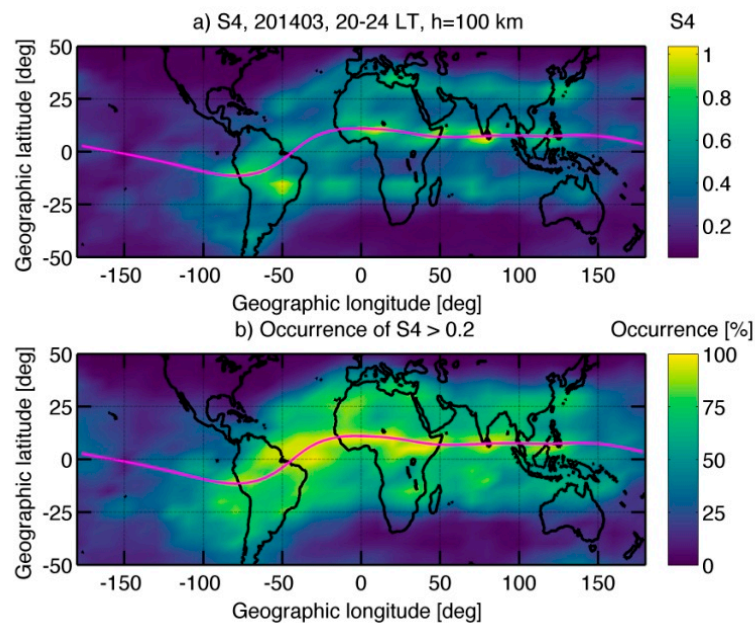 a) S4, 201403, 20-24 LT, h=100 km
S4
Geographic latitude [deg]
50
25
0
-25
-50
1
0.8
0.6
0.4
0.2
-150 -100 -50 0 50 100 150
Geographic longitude [deg]
b) Occurrence of S4 > 0.2
Occurrence [%]
Geographic latitude [deg]
50
25
0
-25
-50
100
75
50
25
0
-150 -100 -50 0 50 100 150
Geographic longitude [deg]